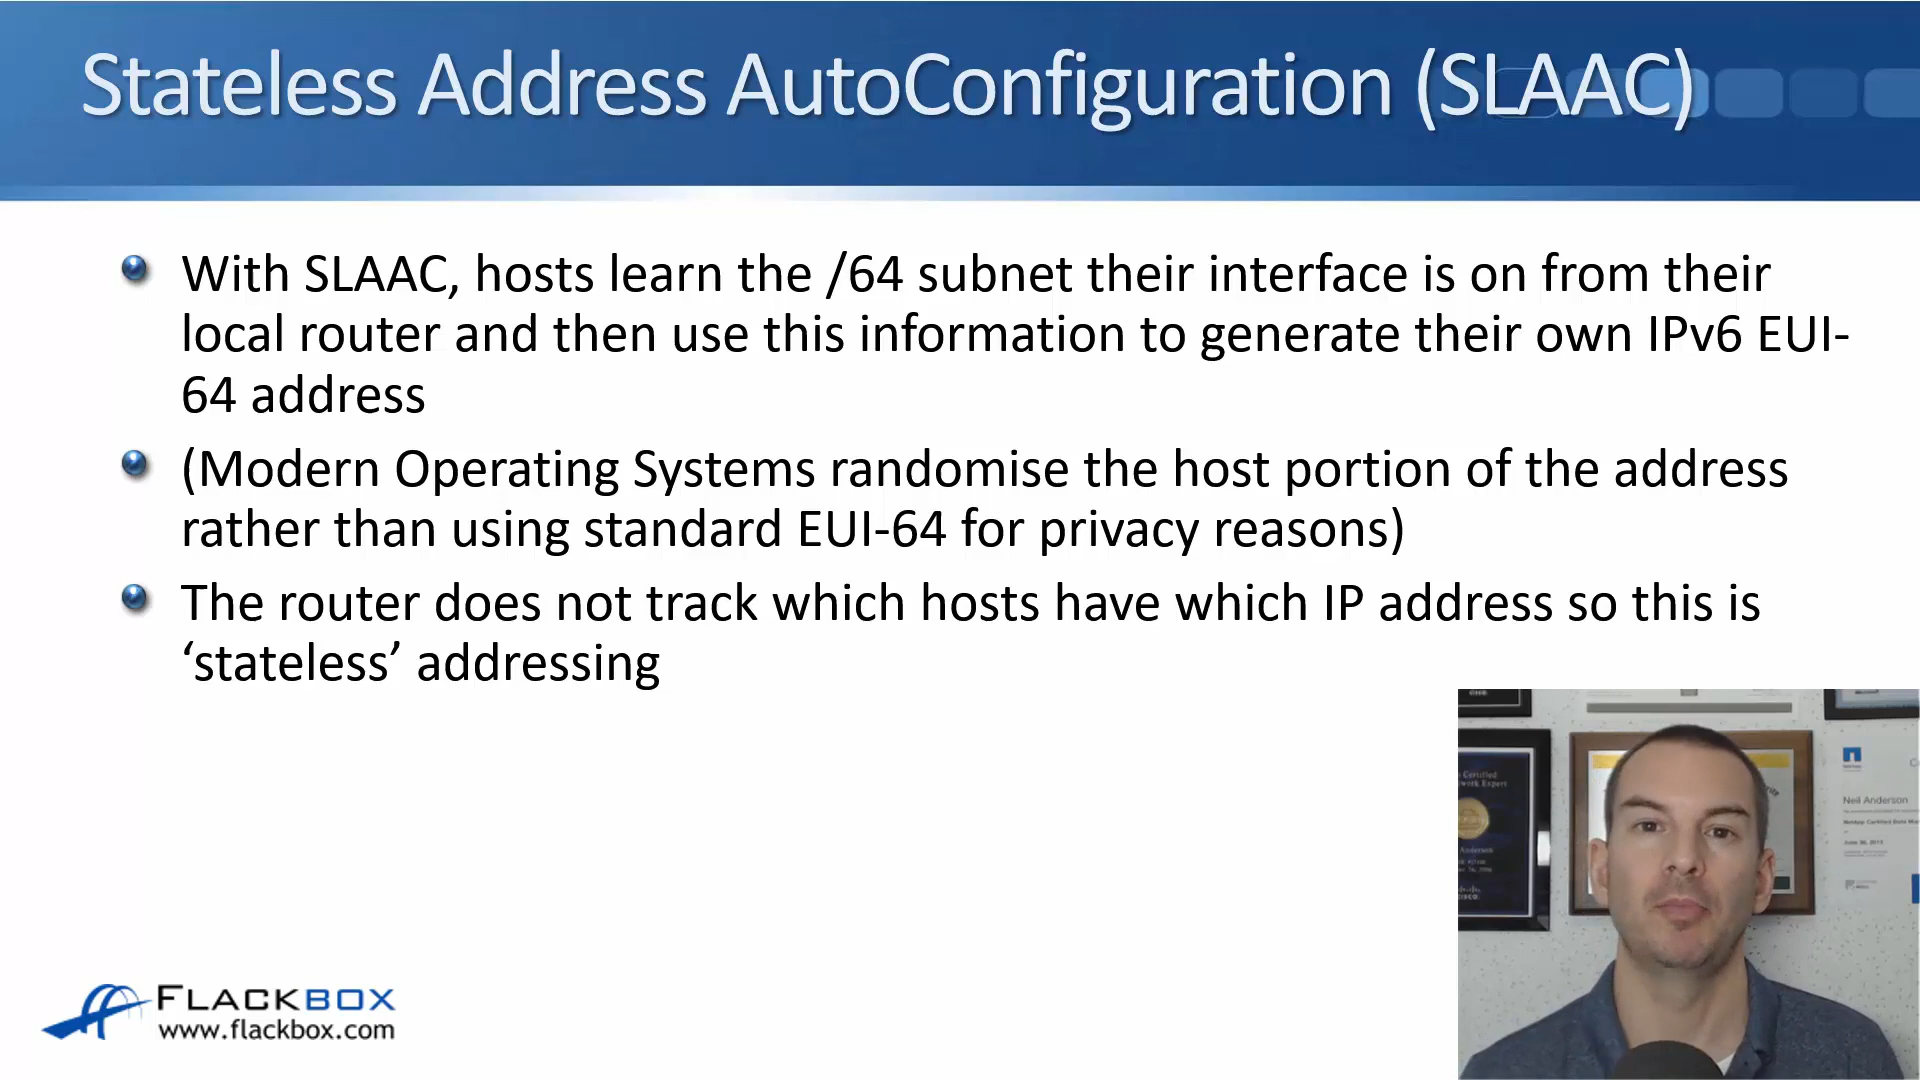 Stateless Address AutoConfiguration (SLAAC)
With SLAAC, hosts learn the /64 subnet their interface is on from their
local router and then use this information to generate their own IPv6 EUI-
64 address
(Modern Operating Systems randomise the host portion of the address
rather than using standard EUI-64 for privacy reasons)
The router does not track which hosts have which IP address so this is
‘stateless’ addressing
Neil Anderson
Anderson
FLACKBOX
www.flackbox.com